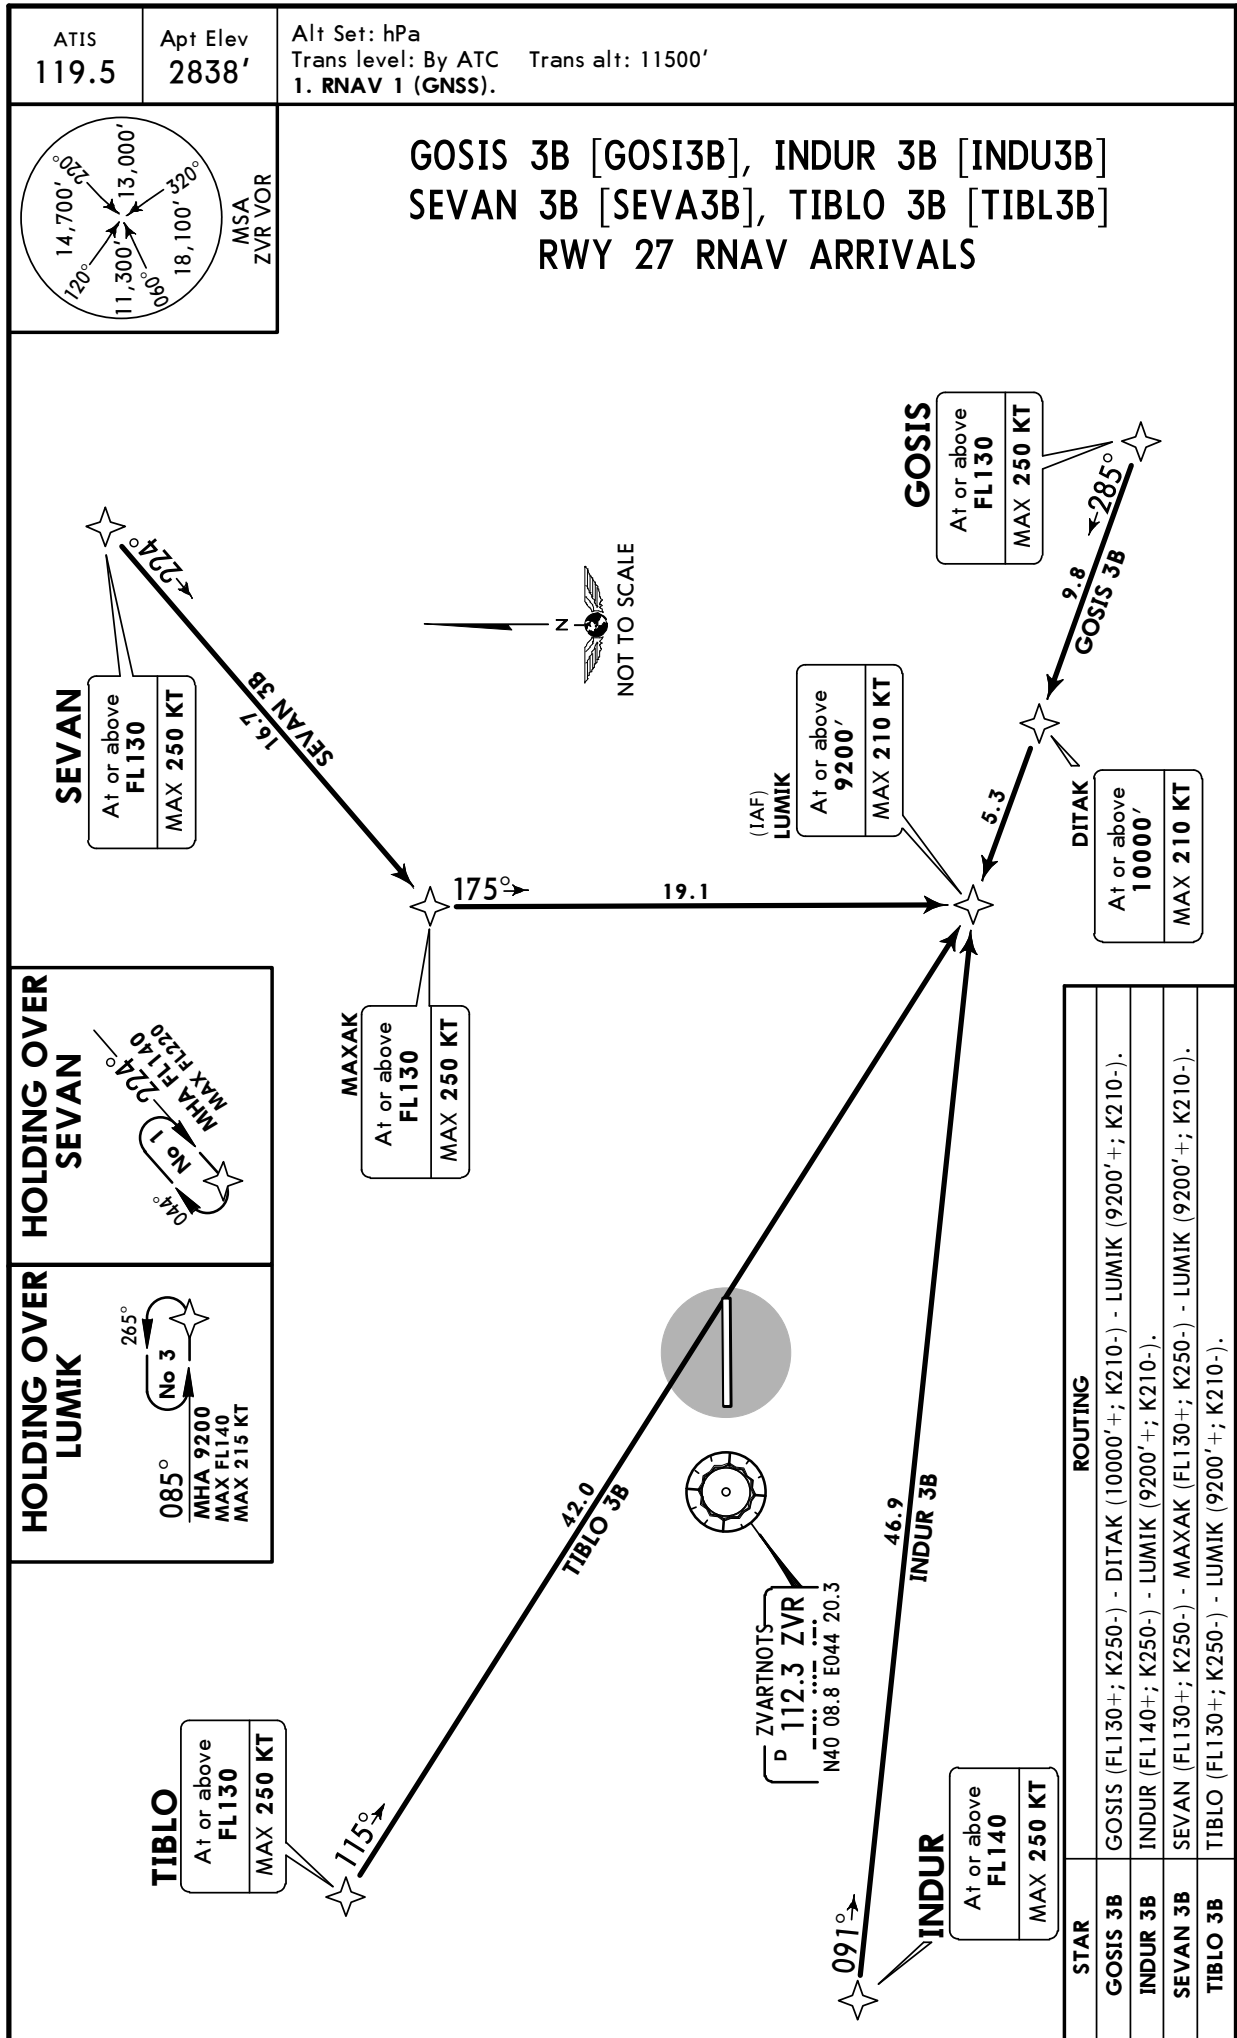 ATIS
119.5
Apt Elev
2838'
Alt Set: hPa
Trans level: By ATC Trans alt: 11500'
1. RNAV 1 (GNSS).
GOSIS 3B [GOSI3B], INDUR 3B [INDU3B]
SEVAN 3B [SEVA3B], TIBLO 3B [TIBL3B]
RWY 27 RNAV ARRIVALS
MSA
ZVR VOR
220°
13,000'
320°
14,700'
18,100'
120°
11,300'
060°
GOSIS
At or above
FL130
MAX 250 KT
285°
9.8
GOSIS 3B
SEVAN
At or above
FL130
MAX 250 KT
224°
16.7
SEVAN 3B
N
NOT TO SCALE
(IAF)
LUMIK
At or above
9200'
MAX 210 KT
5.3
DITAK
At or above
10000'
MAX 210 KT
175°
19.1
MAXAK
At or above
FL130
MAX 250 KT
HOLDING OVER
SEVAN
224°
MHA FL140
MAX FL220
No 1
044°
HOLDING OVER
LUMIK
265°
No 3
085°
MHA 9200
MAX FL140
MAX 215 KT
42.0
TIBLO 3B
46.9
INDUR 3B
ZVARTNOTS
D 112.3 ZVR
N40 08.8 E044 20.3
TIBLO
At or above
FL130
MAX 250 KT
115°
091°
INDUR
At or above
FL140
MAX 250 KT
STAR ROUTING
GOSIS 3B GOSIS (FL130+; K250-) - DITAK (10000'+; K210-) - LUMIK (9200'+; K210-).
INDUR 3B INDUR (FL140+; K250-) - LUMIK (9200'+; K210-).
SEVAN 3B SEVAN (FL130+; K250-) - MAXAK (FL130+; K250-) - LUMIK (9200'+; K210-).
TIBLO 3B TIBLO (FL130+; K250-) - LUMIK (9200'+; K210-).